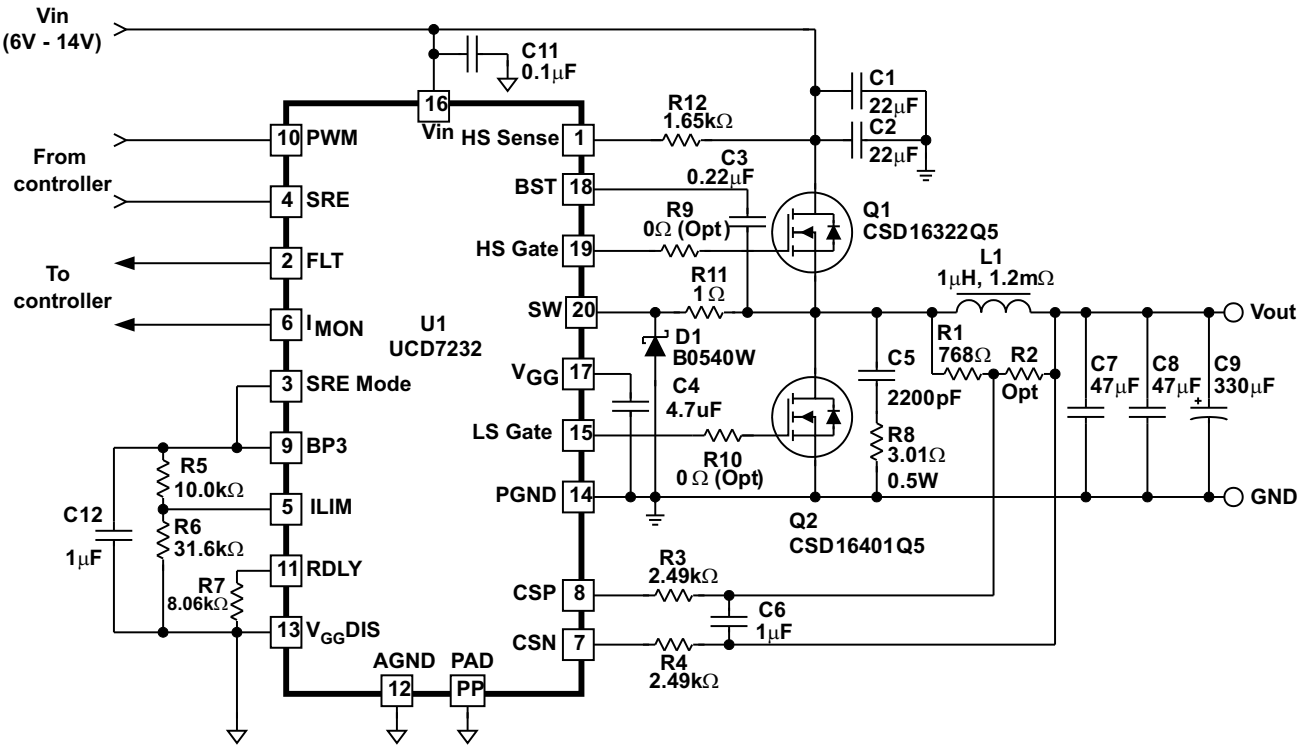 Vin
(6V - 14V)
C11
0.1μF
16
Vin
R12
1.65kΩ
C1
22μF
C2
22μF
10 PWM
HS Sense 1
From
controller
C3
0.22μF
BST 18
4 SRE
R9
0Ω (Opt)
Q1
CSD16322Q5
HS Gate 19
2 FLT
To
controller
L1
1μH, 1.2mΩ
R11
1Ω
SW 20
Vout
6 IMON
U1
UCD7232
D1
B0540W
R1
768Ω
R2
Opt
C5
2200pF
C7
47μF
C8
47μF
C9
330μF
+
VGG 17
3 SRE Mode
C4
4.7uF
LS Gate 15
9 BP3
R10
0Ω (Opt)
R8
3.01Ω
0.5W
R5
10.0kΩ
PGND 14
GND
5 ILIM
C12
1μF
R6
31.6kΩ
Q2
CSD16401Q5
11 RDLY
R7
8.06kΩ
R3
2.49kΩ
CSP 8
C6
1μF
13 VGGDIS
CSN 7
R4
2.49kΩ
AGND
12
PAD
PP